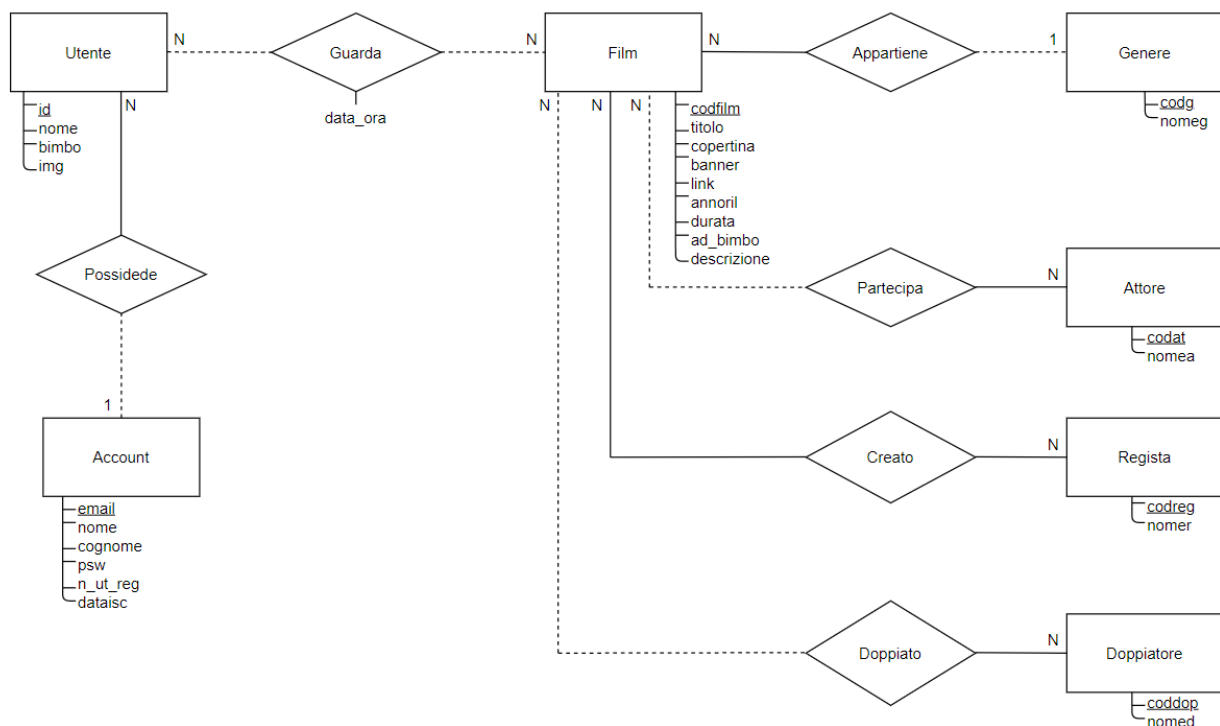 Utente
N
Guarda
N
Film
N
Appartiene
1
Genere
id
nome
bimbo
img
N
data_ora
N
N
N
codfilm
titolo
copertina
banner
link
annoril
durata
ad_bimbo
descrizione
codg
nomeg
Possidede
Partecipa
N
Attore
codat
nomea
1
Account
email
nome
cognome
psw
n_ut_reg
dataisc
Creato
N
Regista
codreg
nomer
Doppiato
N
Doppiatore
coddop
nomed